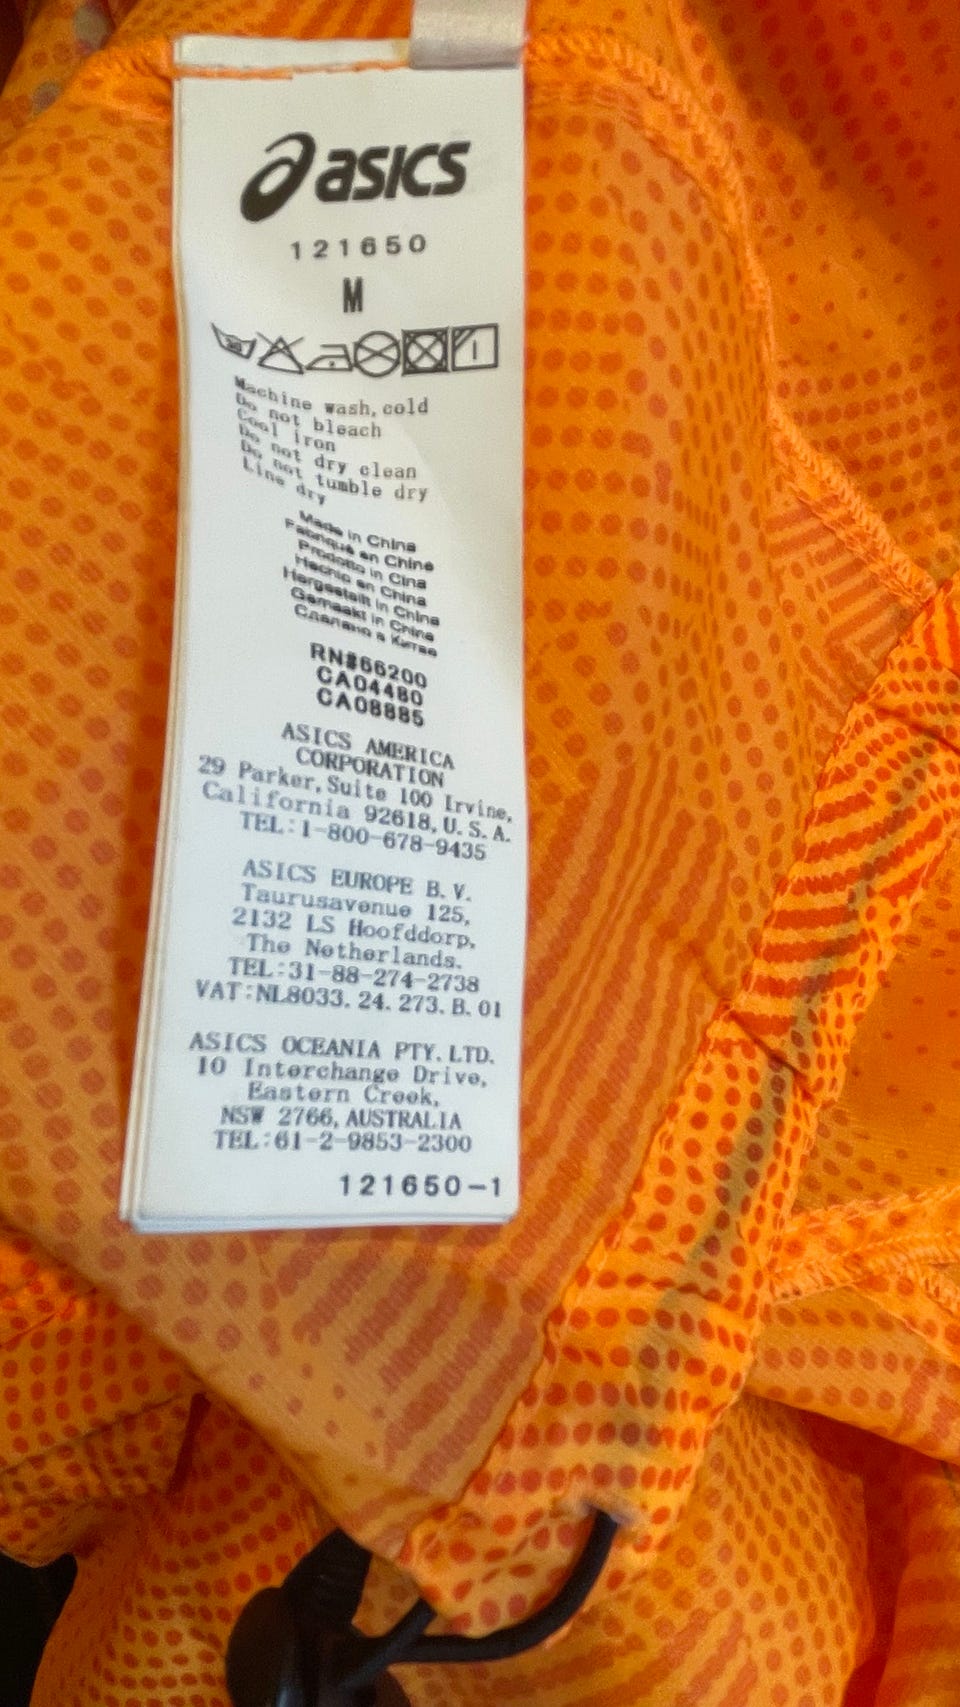 asics
121650
M
30
Machine wash, cold
Do not bleach
Cool iron
Do not dry clean
Do not tumble dry
Line dry
Made in China
Fabriqué en Chine
Prodotto in Cina
Hecho en China
Hergestellt in China
Gemaakt in China
Сделано в Китае
RN#66200
CA04480
CA08885
ASICS AMERICA
CORPORATION
29 Parker, Suite 100 Irvine,
California 92618, U.S.A.
TEL:1-800-678-9435
ASICS EUROPE B.V.
Taurusavenue 125,
2132 LS Hoofddorp,
The Netherlands.
TEL:31-88-274-2738
VAT:NL8033.24.273.B.01
ASICS OCEANIA PTY. LTD.
10 Interchange Drive,
Eastern Creek,
NSW 2766, AUSTRALIA
TEL:61-2-9853-2300
121650-1